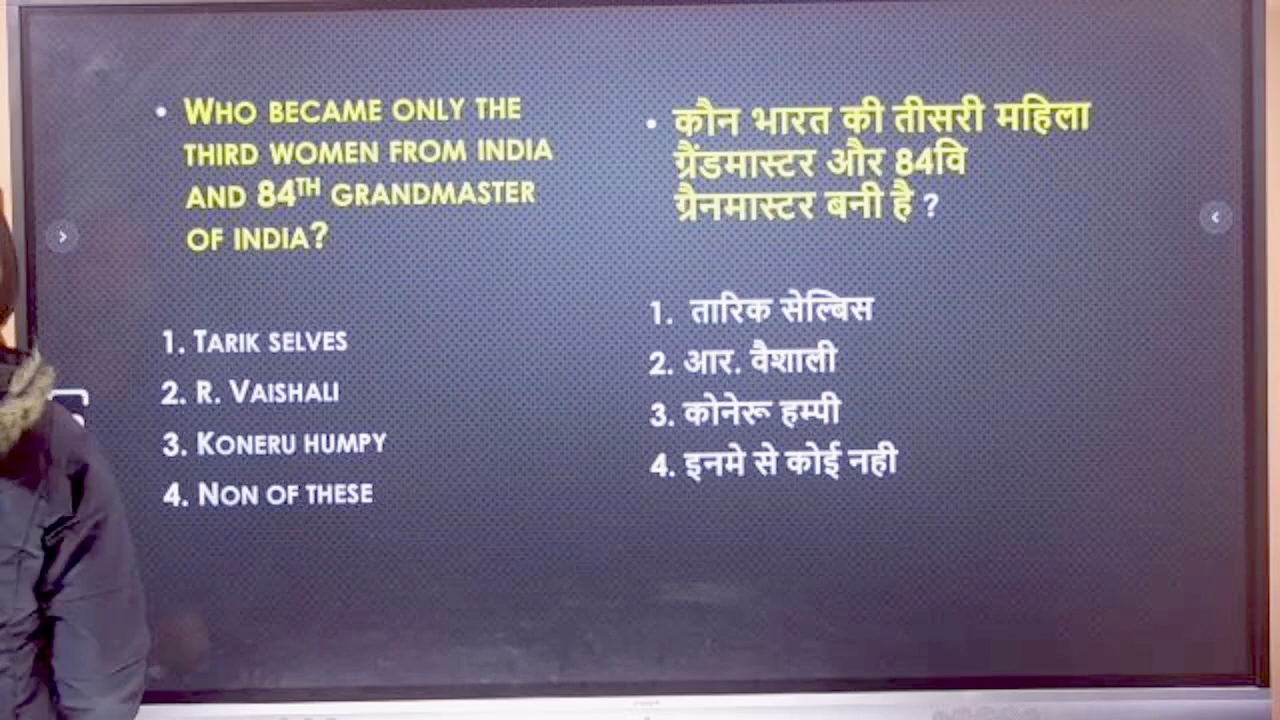 • WHO BECAME ONLY THE
THIRD WOMEN FROM INDIA
AND 84TH GRANDMASTER
OF INDIA?
1. TARIK SELVES
2. R. VAISHALI
3. KONERU HUMPY
4. NON OF THESE
• कौन भारत की तीसरी महिला
ग्रैंडमास्टर और 84वि
ग्रैनमास्टर बनी है ?
1. तारिक सेल्बिस
2. आर. वैशाली
3. कोनेरू हम्पी
4. इनमे से कोई नही